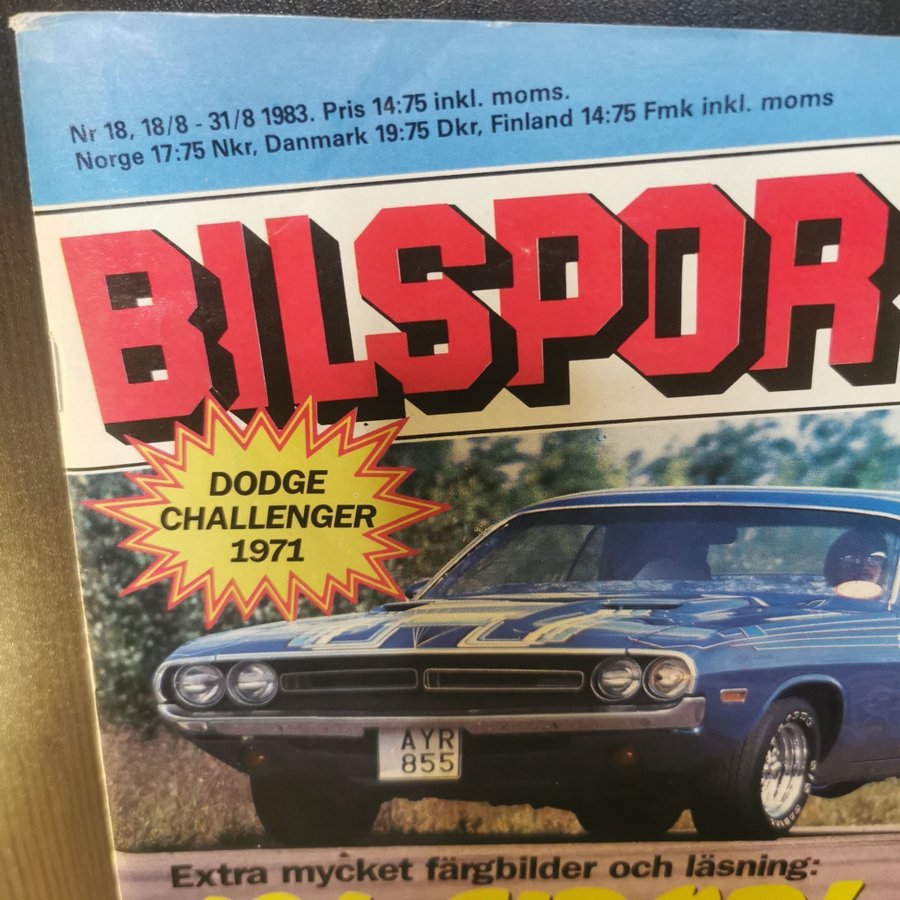 Nr 18, 18/8 - 31/8 1983. Pris 14:75 inkl. moms.
Norge 17:75 Nkr, Danmark 19:75 Dkr, Finland 14:75 Fmk inkl. moms
BILSPOR
DODGE
CHALLENGER
1971
AYR
855
Extra mycket färgbilder och läsning: